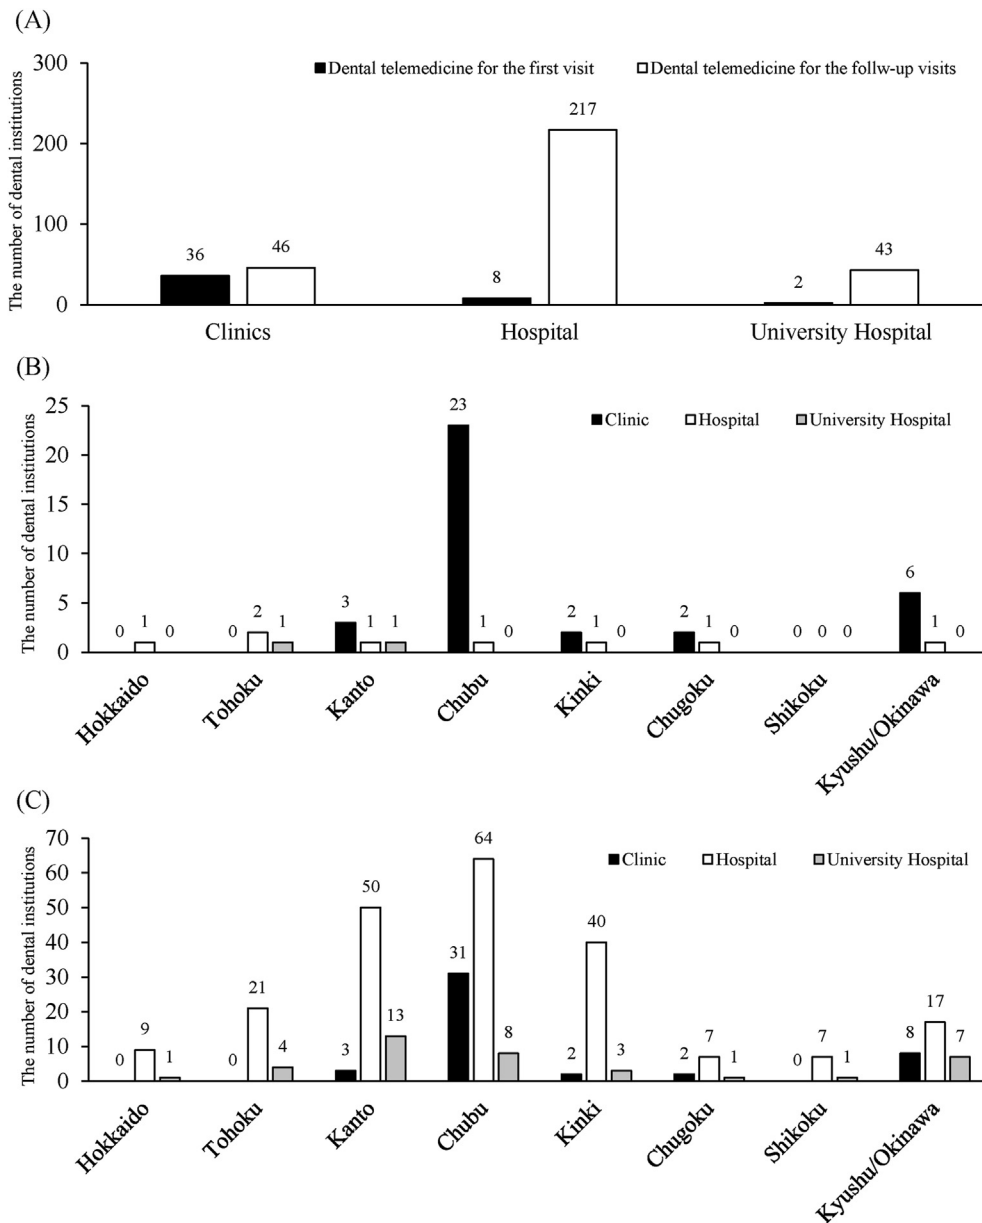 (A)
The number of dental institutions
300
200
100
0
Dental telemedicine for the first visit
Dental telemedicine for the follw-up visits
36
46
8
217
2
43
Clinics
Hospital
University Hospital
(B)
The number of dental institutions
25
20
15
10
5
0
Clinic
Hospital
University Hospital
0 1 0
0 2 1
3 1 1
23 1 0
2 1 0
2 1 0
0 0 0
6 1 0
Hokkaido
Tohoku
Kanto
Chubu
Kinki
Chugoku
Shikoku
Kyushu/Okinawa
(C)
The number of dental institutions
70
60
50
40
30
20
10
0
Clinic
Hospital
University Hospital
0 9 1
0 21 4
3 50 13
31 64 8
2 40 3
2 7 1
0 7 1
8 17 7
Hokkaido
Tohoku
Kanto
Chubu
Kinki
Chugoku
Shikoku
Kyushu/Okinawa